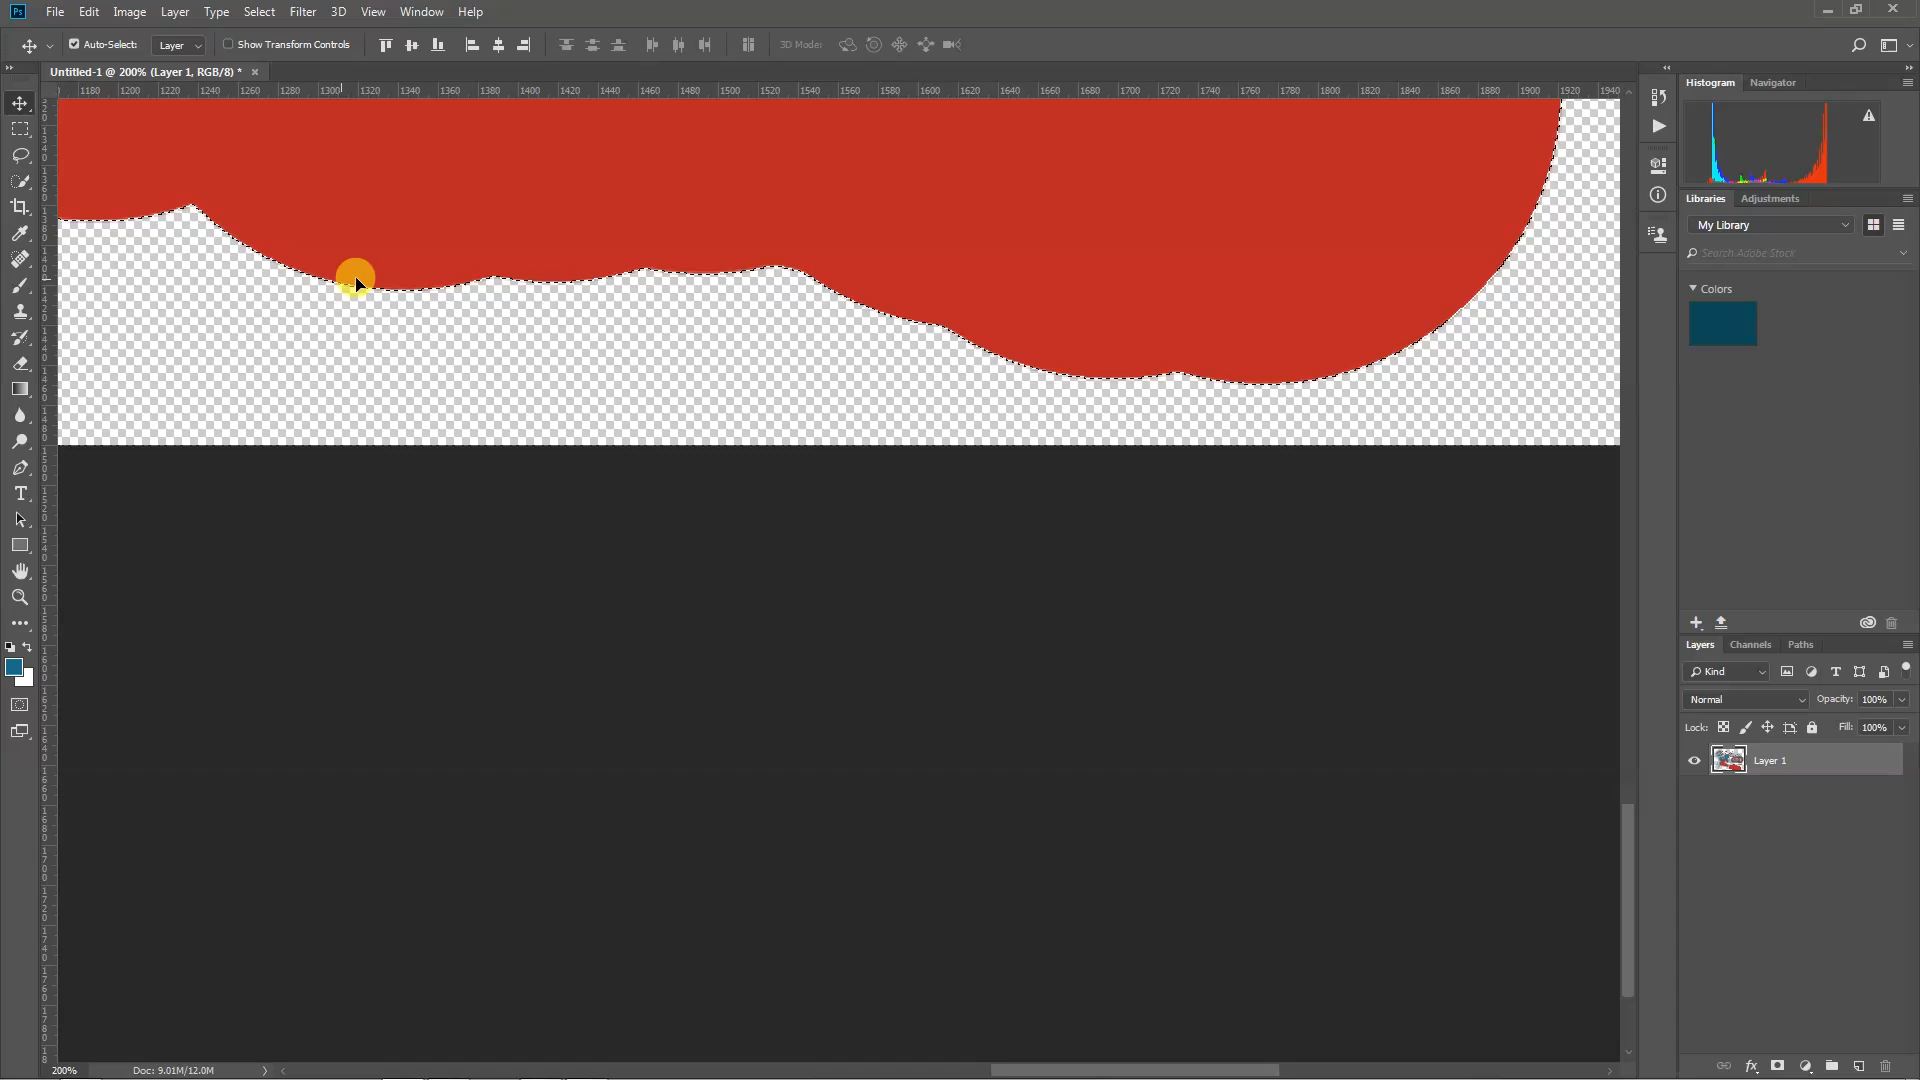 Ps File Edit Image Layer Type Select Filter 3D View Window Help
Auto-Select: Layer Show Transform Controls 3D Mode:
Untitled-1 @ 200% (Layer 1, RGB/8) * ×
1180 1200 1220 1240 1260 1280 1300 1320 1340 1360 1380 1400 1420 1440 1460 1480 1500 1520 1540 1560 1580 1600 1620 1640 1660 1680 1700 1720 1740 1760 1780 1800 1820 1840 1860 1880 1900 1920 1940
Histogram Navigator
Libraries Adjustments
My Library
Search Adobe Stock
Colors
Layers Channels Paths
Kind
Normal Opacity: 100%
Lock: Fill: 100%
Layer 1
200% Doc: 9.01M/12.0M